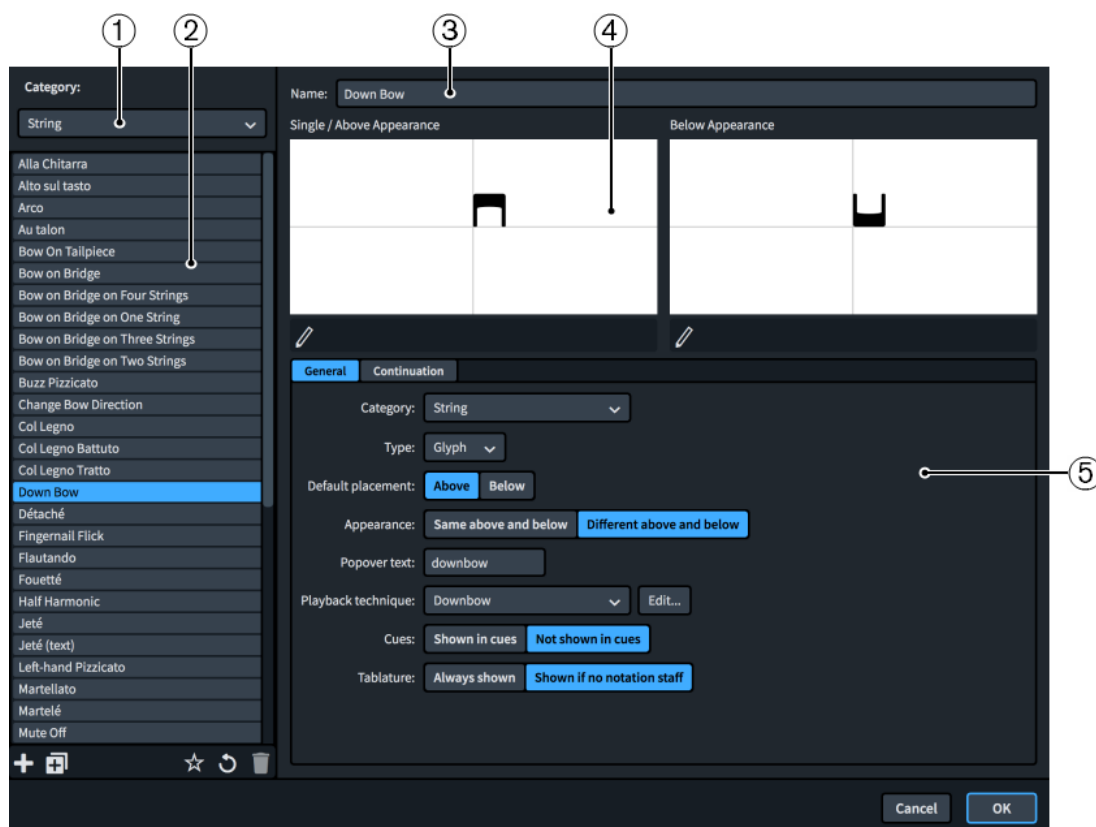 ① ② ③ ④
Category:
String
Alla Chitarra
Alto sul tasto
Arco
Au talon
Bow On Tailpiece
Bow on Bridge
Bow on Bridge on Four Strings
Bow on Bridge on One String
Bow on Bridge on Three Strings
Bow on Bridge on Two Strings
Buzz Pizzicato
Change Bow Direction
Col Legno
Col Legno Battuto
Col Legno Tratto
Down Bow
Détaché
Fingernail Flick
Flautando
Fouetté
Half Harmonic
Jeté
Jeté (text)
Left-hand Pizzicato
Martellato
Martelé
Mute Off
Name: Down Bow
Single / Above Appearance Below Appearance
General Continuation
Category: String
Type: Glyph
Default placement: Above Below
Appearance: Same above and below Different above and below
Popover text: downbow
Playback technique: Downbow Edit...
Cues: Shown in cues Not shown in cues
Tablature: Always shown Shown if no notation staff
⑤
Cancel OK